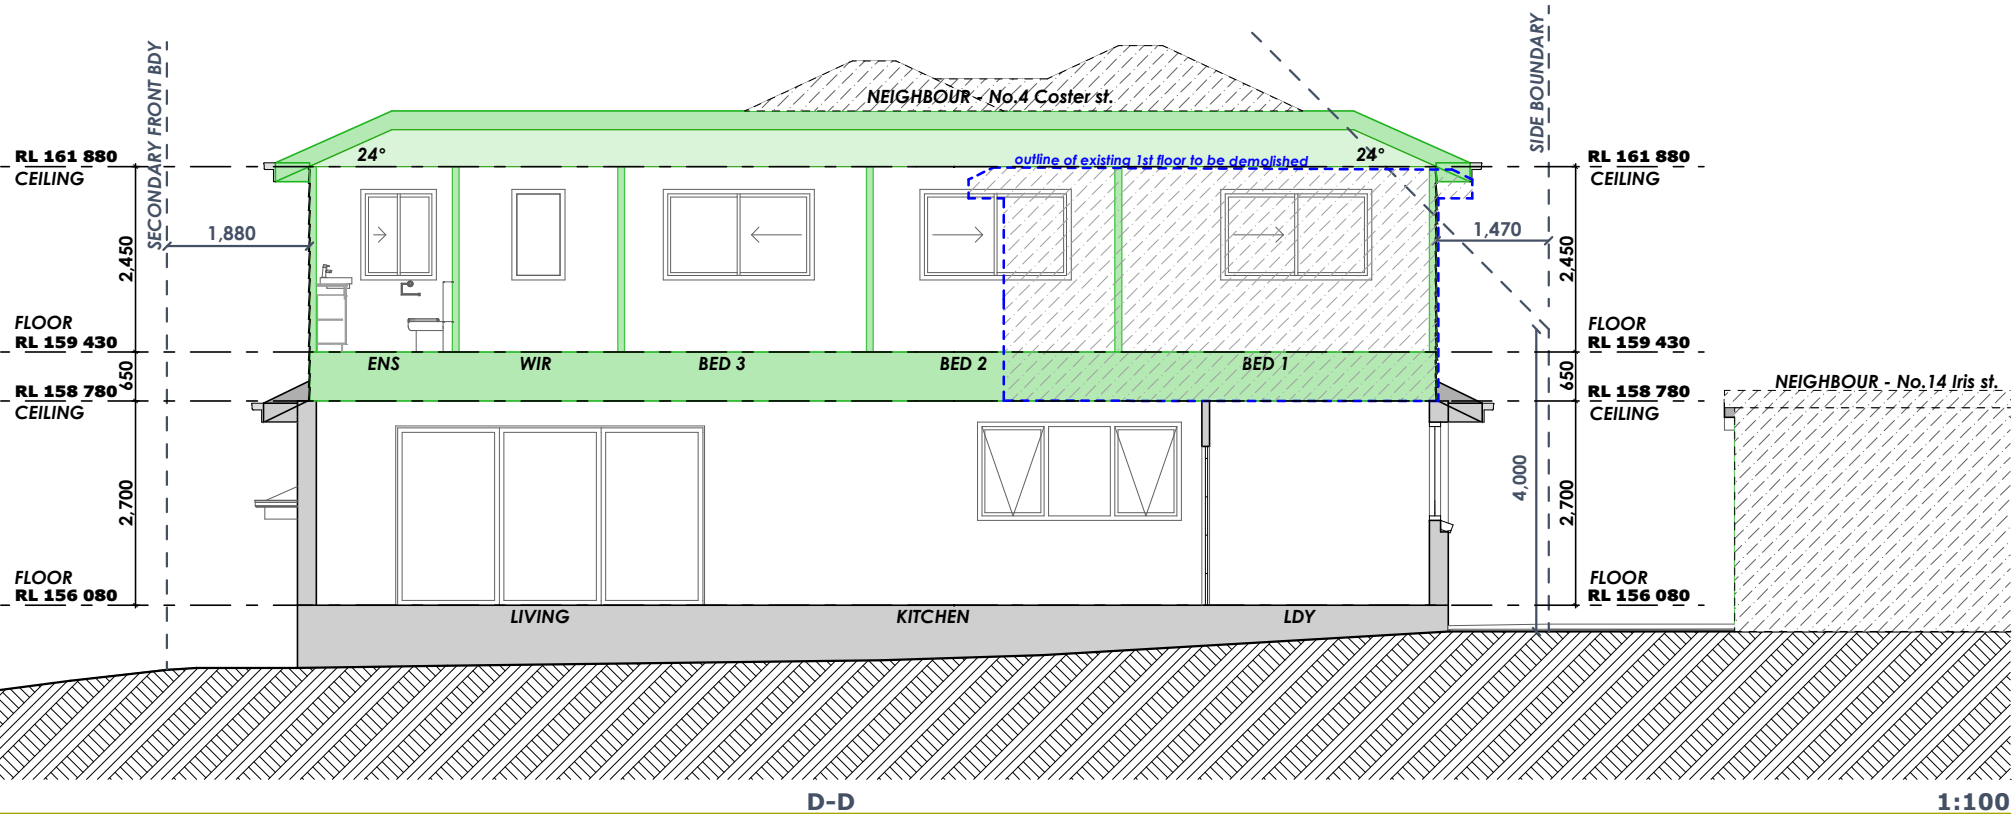 SECONDARY FRONT BDY
SIDE BOUNDARY
NEIGHBOUR - No.4 Coster st.
RL 161 880
CEILING
24°
outline of existing 1st floor to be demolished
24°
RL 161 880
CEILING
1,880
1,470
2,450
2,450
FLOOR
RL 159 430
FLOOR
RL 159 430
ENS
WIR
BED 3
BED 2
BED 1
650
650
RL 158 780
CEILING
RL 158 780
CEILING
NEIGHBOUR - No.14 Iris st.
2,700
4,000
2,700
FLOOR
RL 156 080
FLOOR
RL 156 080
LIVING
KITCHEN
LDY
D-D
1:100